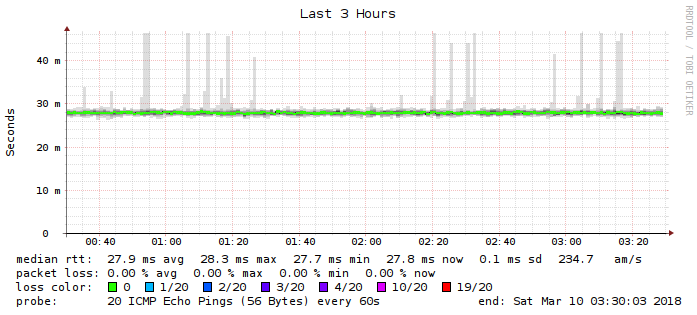 Last 3 Hours
RRDTOOL / TOBI OETIKER
Seconds
40 m
30 m
20 m
10 m
0
00:40 01:00 01:20 01:40 02:00 02:20 02:40 03:00 03:20
median rtt: 27.9 ms avg 28.3 ms max 27.7 ms min 27.8 ms now 0.1 ms sd 234.7 am/s
packet loss: 0.00 % avg 0.00 % max 0.00 % min 0.00 % now
loss color: 0 1/20 2/20 3/20 4/20 10/20 19/20
probe: 20 ICMP Echo Pings (56 Bytes) every 60s end: Sat Mar 10 03:30:03 2018